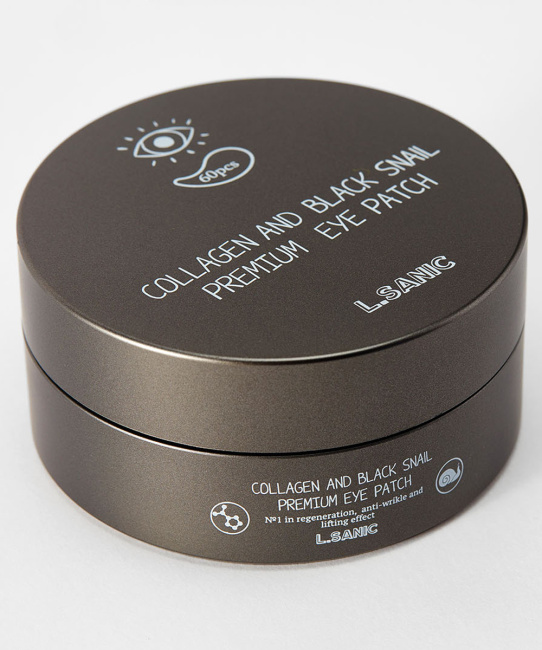 60pcs
COLLAGEN AND BLACK SNAIL
PREMIUM EYE PATCH
L.SANIC
COLLAGEN AND BLACK SNAIL
PREMIUM EYE PATCH
№1 in regeneration, anti-wrikle and
lifting effect
L.SANIC